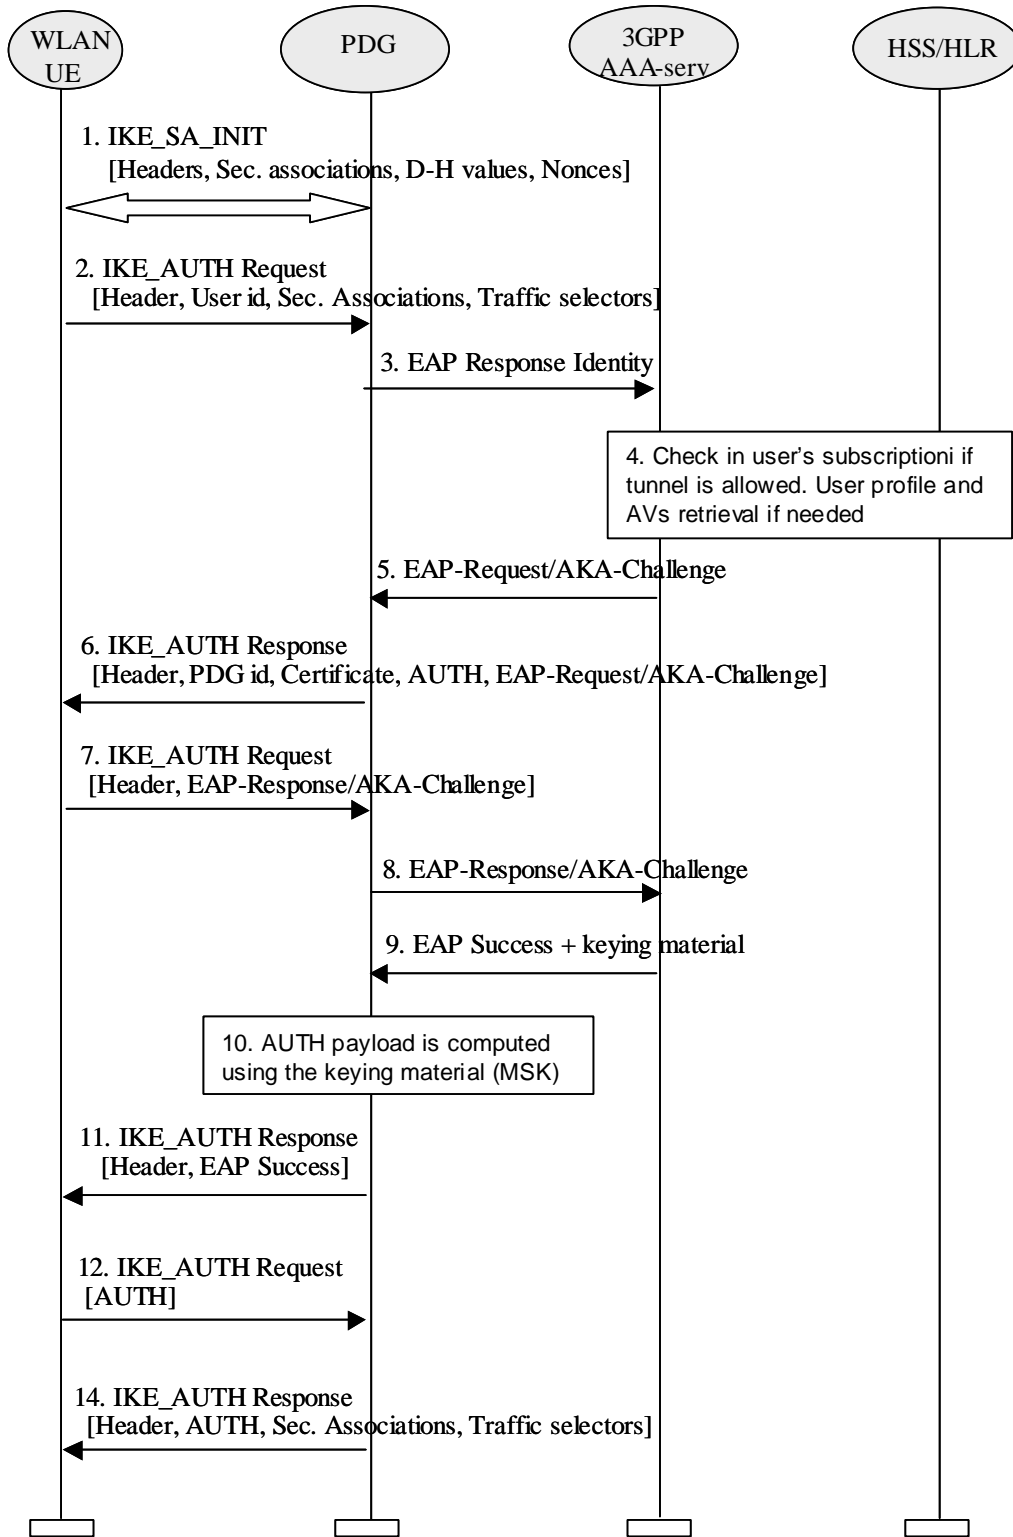 WLAN
UE
PDG
3GPP
AAA-serv
HSS/HLR
1. IKE_SA_INIT
[Headers, Sec. associations, D-H values, Nonces]
2. IKE_AUTH Request
[Header, User id, Sec. Associations, Traffic selectors]
3. EAP Response Identity
4. Check in user's subscriptioni if
tunnel is allowed. User profile and
AVs retrieval if needed
5. EAP-Request/AKA-Challenge
6. IKE_AUTH Response
[Header, PDG id, Certificate, AUTH, EAP-Request/AKA-Challenge]
7. IKE_AUTH Request
[Header, EAP-Response/AKA-Challenge]
8. EAP-Response/AKA-Challenge
9. EAP Success + keying material
10. AUTH payload is computed
using the keying material (MSK)
11. IKE_AUTH Response
[Header, EAP Success]
12. IKE_AUTH Request
[AUTH]
14. IKE_AUTH Response
[Header, AUTH, Sec. Associations, Traffic selectors]